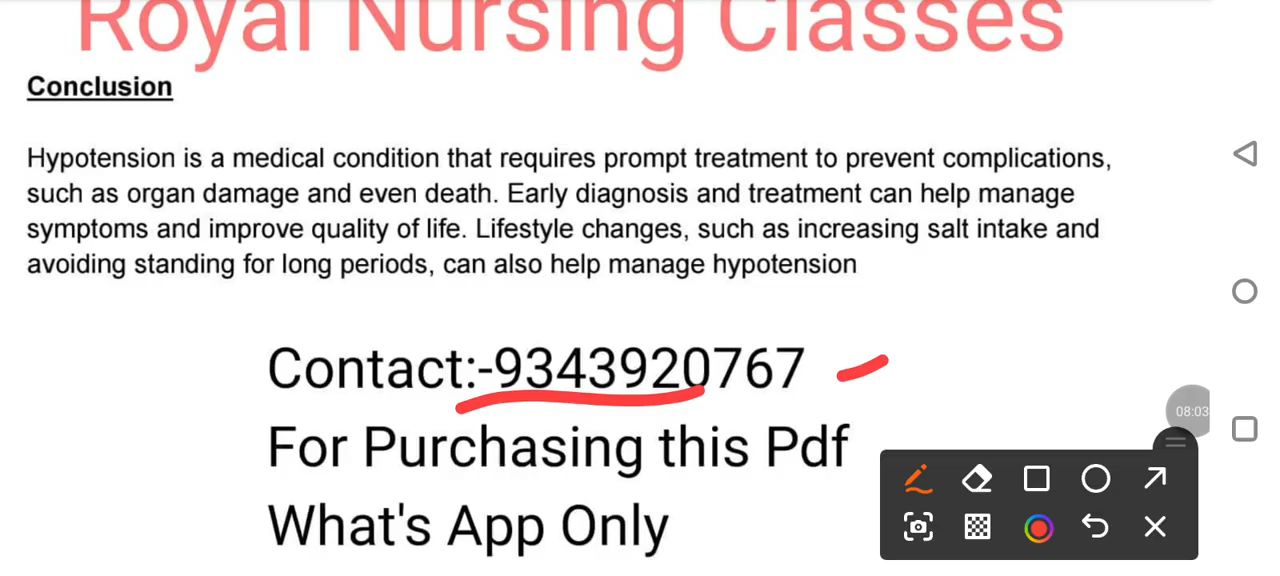 Royal Nursing Classes
Conclusion
Hypotension is a medical condition that requires prompt treatment to prevent complications,
such as organ damage and even death. Early diagnosis and treatment can help manage
symptoms and improve quality of life. Lifestyle changes, such as increasing salt intake and
avoiding standing for long periods, can also help manage hypotension
Contact:-9343920767
For Purchasing this Pdf
What's App Only
08:03